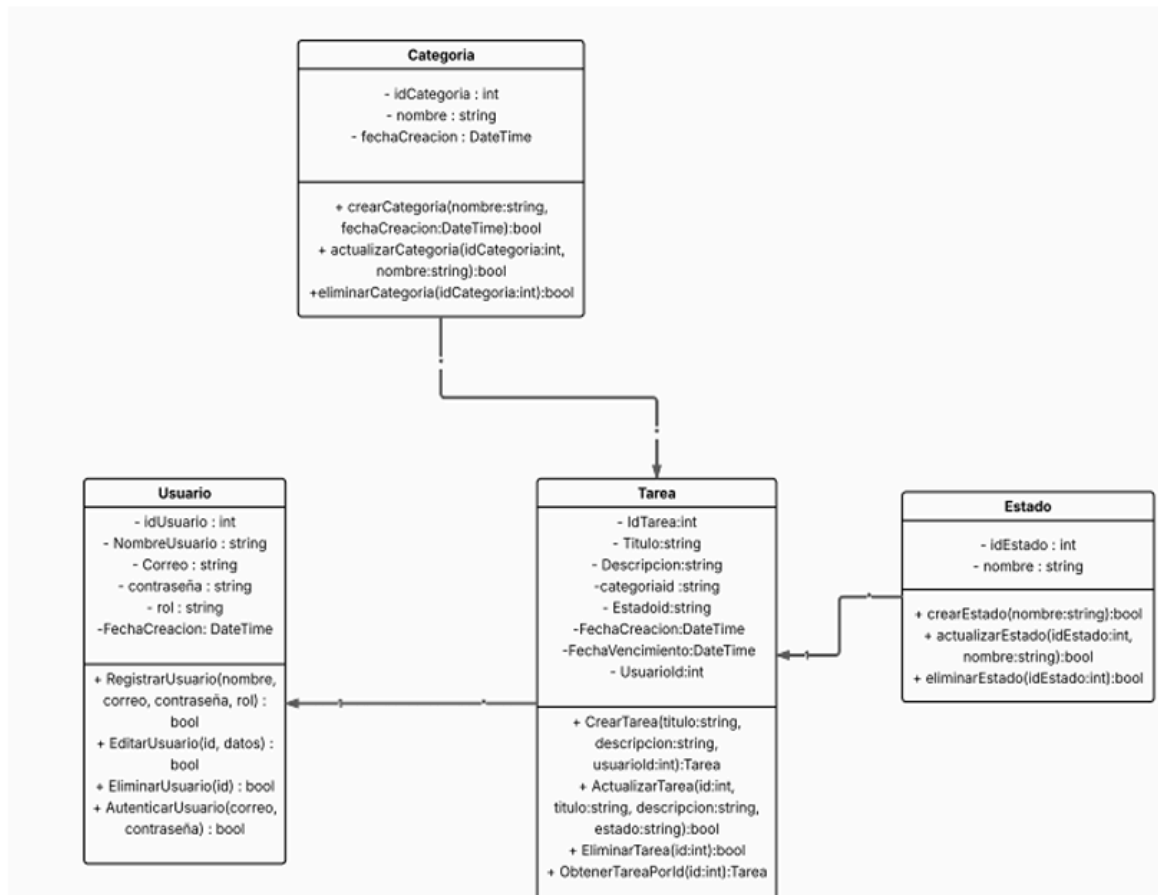 Categoria
- idCategoria : int
- nombre : string
- fechaCreacion : DateTime
+ crearCategoria(nombre:string,
fechaCreacion:DateTime):bool
+ actualizarCategoria(idCategoria:int,
nombre:string):bool
+eliminarCategoria(idCategoria:int):bool
Usuario
- idUsuario : int
- NombreUsuario : string
- Correo : string
- contraseña : string
- rol : string
-FechaCreacion: DateTime
+ RegistrarUsuario(nombre,
correo, contraseña, rol) :
bool
+ EditarUsuario(id, datos) :
bool
+ EliminarUsuario(id) : bool
+ AutenticarUsuario(correo,
contraseña) : bool
Tarea
- IdTarea:int
- Titulo:string
- Descripcion:string
-categoriaid :string
- Estadoid:string
-FechaCreacion:DateTime
-FechaVencimiento:DateTime
- UsuarioId:int
+ CrearTarea(titulo:string,
descripcion:string,
usuarioId:int):Tarea
+ ActualizarTarea(id:int,
titulo:string, descripcion:string,
estado:string):bool
+ EliminarTarea(id:int):bool
+ ObtenerTareaPorId(id:int):Tarea
Estado
- idEstado : int
- nombre : string
+ crearEstado(nombre:string):bool
+ actualizarEstado(idEstado:int,
nombre:string):bool
+ eliminarEstado(idEstado:int):bool